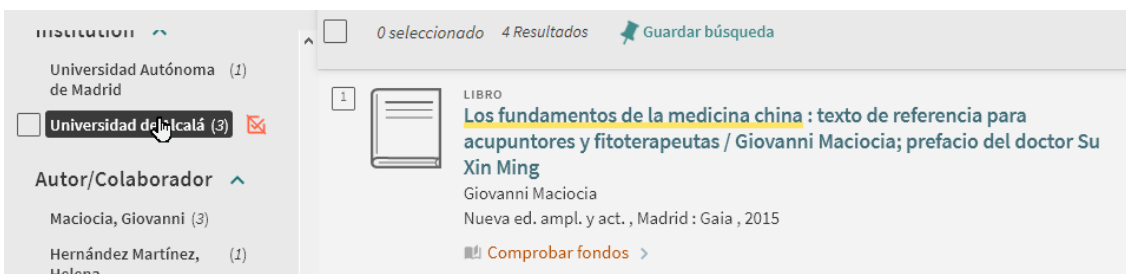 Institution
Universidad Autónoma (1)
de Madrid
Universidad de Alcalá (3)
Autor/Colaborador
Maciocia, Giovanni (3)
Hernández Martínez, (1)
Helena
0 seleccionado 4 Resultados Guardar búsqueda
1
LIBRO
Los fundamentos de la medicina china : texto de referencia para
acupuntores y fitoterapeutas / Giovanni Maciocia; prefacio del doctor Su
Xin Ming
Giovanni Maciocia
Nueva ed. ampl. y act. , Madrid : Gaia , 2015
Comprobar fondos